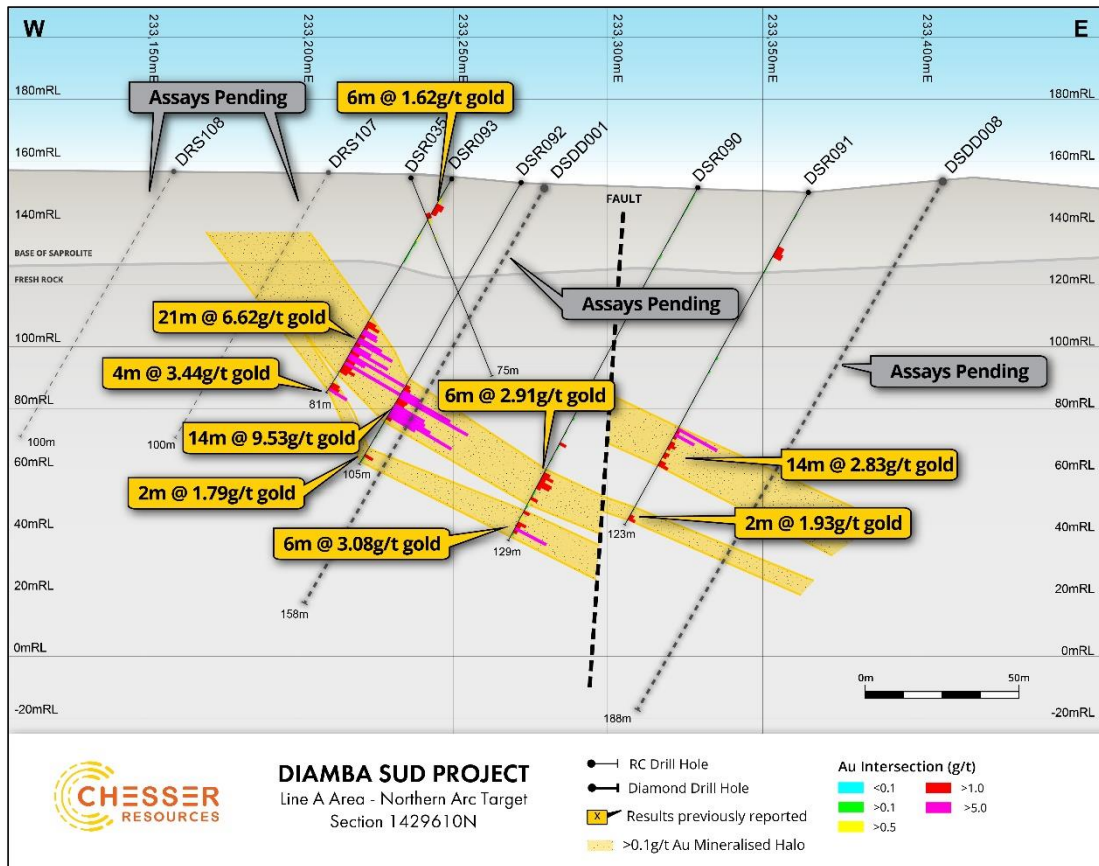 W
E
233,150mE
233,200mE
233,250mE
233,300mE
233,350mE
233,400mE
180mRL
180mRL
Assays Pending
6m @ 1.62g/t gold
DRS108
DRS107
DSR035
DSR093
DSR092
DSDD001
DSR090
DSR091
DSDD008
160mRL
160mRL
FAULT
140mRL
140mRL
BASE OF SAPROLITE
FRESH ROCK
120mRL
120mRL
Assays Pending
21m @ 6.62g/t gold
100mRL
100mRL
4m @ 3.44g/t gold
75m
Assays Pending
81m
6m @ 2.91g/t gold
80mRL
80mRL
14m @ 9.53g/t gold
100m
100m
60mRL
60mRL
14m @ 2.83g/t gold
105m
2m @ 1.79g/t gold
40mRL
40mRL
2m @ 1.93g/t gold
123m
6m @ 3.08g/t gold
129m
20mRL
20mRL
158m
0mRL
0mRL
0m
50m
-20mRL
-20mRL
188m
CHESSER
RESOURCES
DIAMBA SUD PROJECT
Line A Area - Northern Arc Target
Section 1429610N
RC Drill Hole
Diamond Drill Hole
X
Results previously reported
>0.1g/t Au Mineralised Halo
Au Intersection (g/t)
<0.1
>0.1
>0.5
>1.0
>5.0